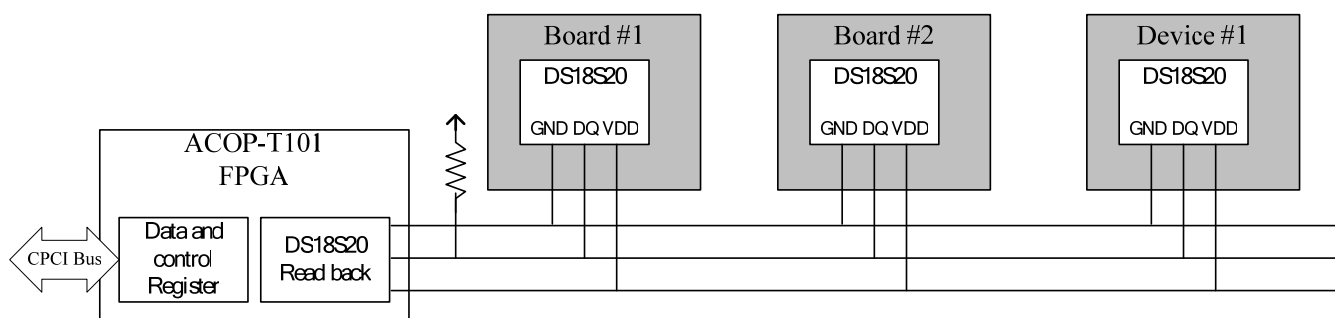 Board #1
DS18S20
GND DQ VDD
Board #2
DS18S20
GND DQ VDD
Device #1
DS18S20
GND DQ VDD
ACOP-T101
FPGA
CPCI Bus
Data and
control
Register
DS18S20
Read back